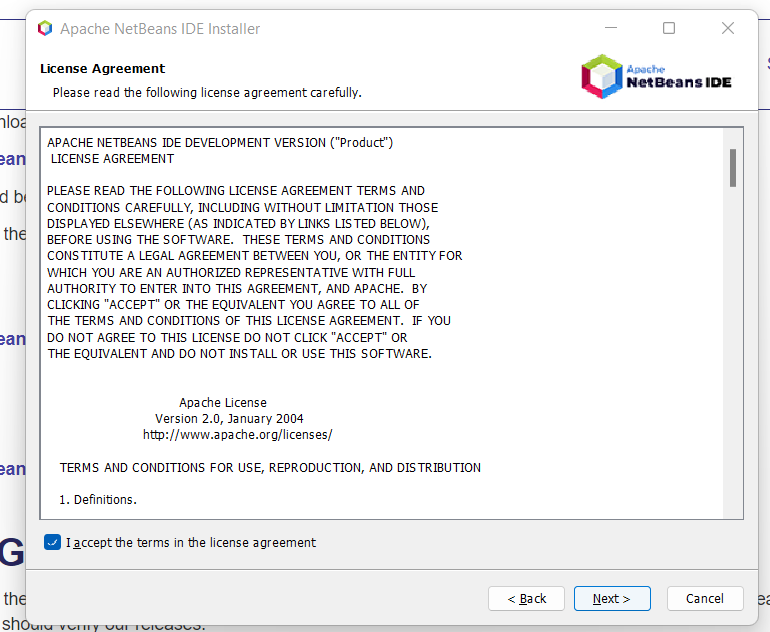 Apache NetBeans IDE Installer
License Agreement
Please read the following license agreement carefully.
Apache
NetBeans IDE
APACHE NETBEANS IDE DEVELOPMENT VERSION ("Product")
LICENSE AGREEMENT
PLEASE READ THE FOLLOWING LICENSE AGREEMENT TERMS AND
CONDITIONS CAREFULLY, INCLUDING WITHOUT LIMITATION THOSE
DISPLAYED ELSEWHERE (AS INDICATED BY LINKS LISTED BELOW),
BEFORE USING THE SOFTWARE.  THESE TERMS AND CONDITIONS
CONSTITUTE A LEGAL AGREEMENT BETWEEN YOU, OR THE ENTITY FOR
WHICH YOU ARE AN AUTHORIZED REPRESENTATIVE WITH FULL
AUTHORITY TO ENTER INTO THIS AGREEMENT, AND APACHE.  BY
CLICKING "ACCEPT" OR THE EQUIVALENT YOU AGREE TO ALL OF
THE TERMS AND CONDITIONS OF THIS LICENSE AGREEMENT.  IF YOU
DO NOT AGREE TO THIS LICENSE DO NOT CLICK "ACCEPT" OR
THE EQUIVALENT AND DO NOT INSTALL OR USE THIS SOFTWARE.
Apache License
Version 2.0, January 2004
http://www.apache.org/licenses/
TERMS AND CONDITIONS FOR USE, REPRODUCTION, AND DISTRIBUTION
1. Definitions.
I accept the terms in the license agreement
< Back
Next >
Cancel
the
the
should verify our releases.